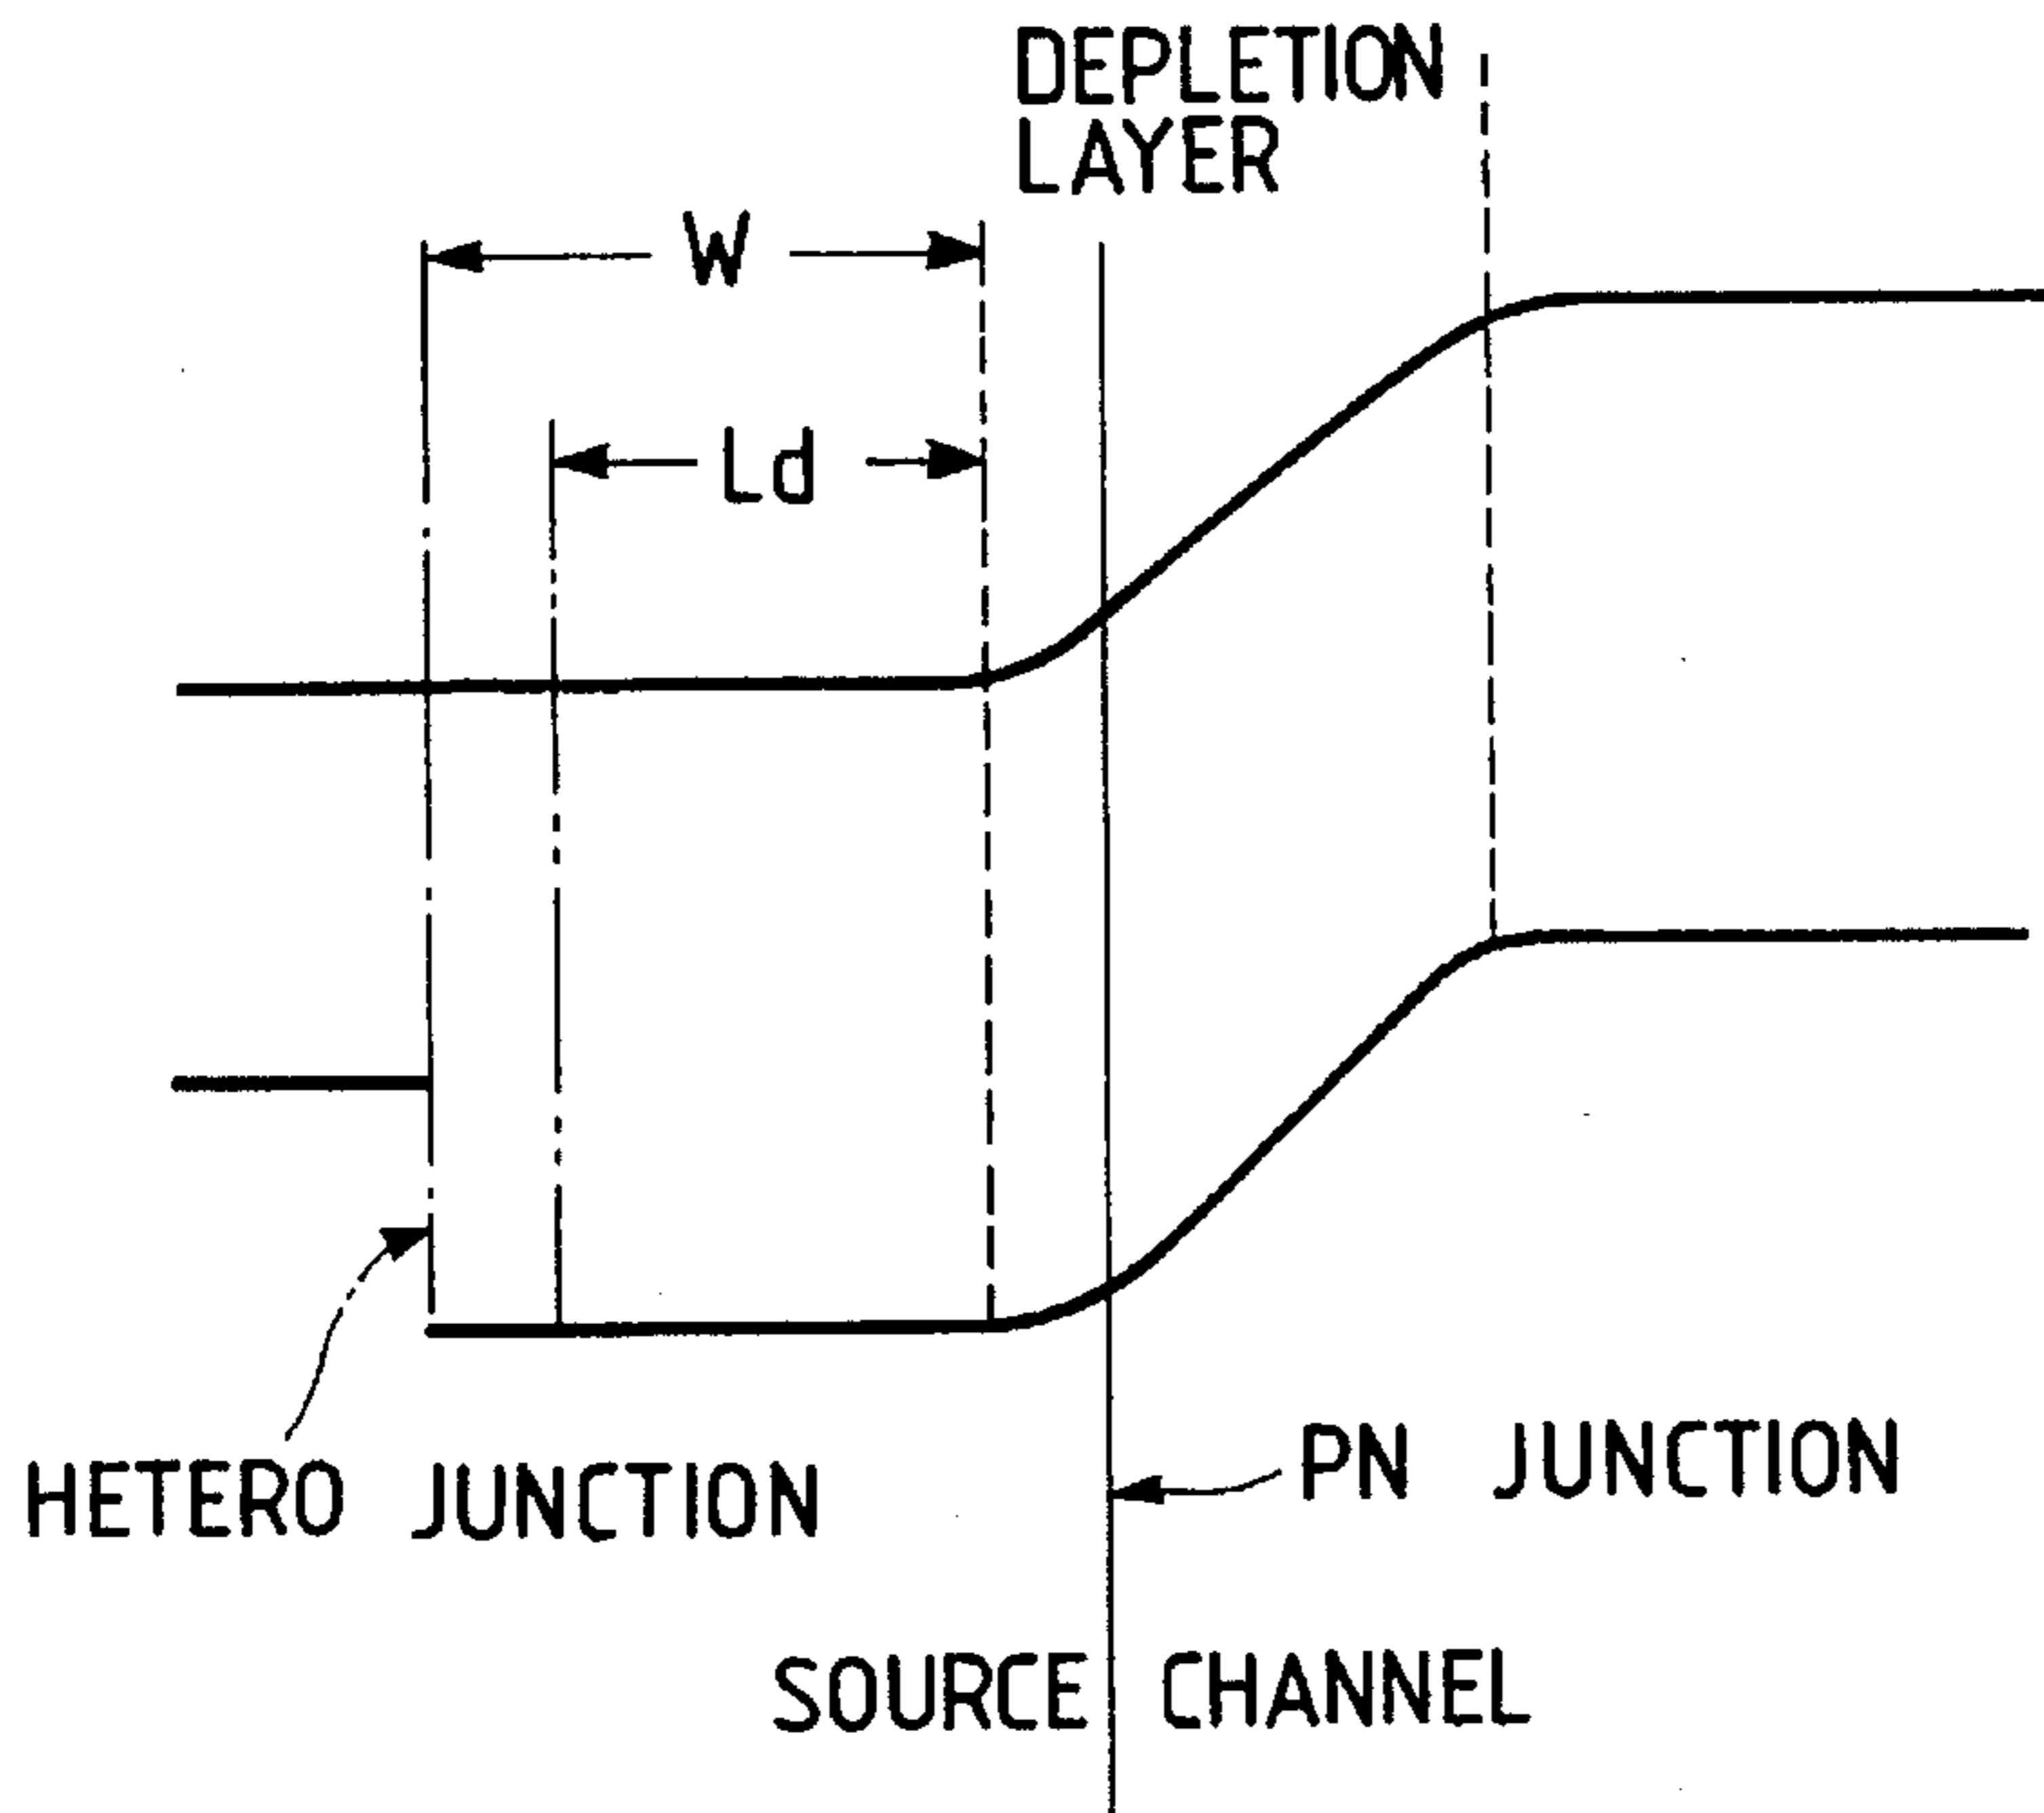 DEPLETION
LAYER
W
Ld
HETERO JUNCTION
PN JUNCTION
SOURCE CHANNEL